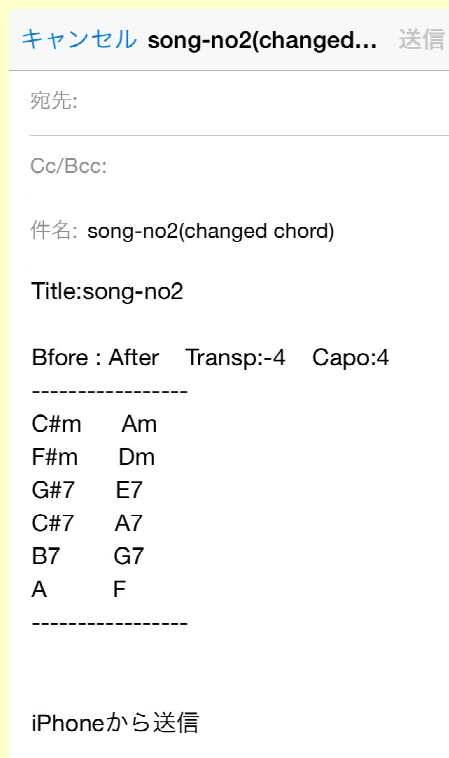 キャンセル song-no2(changed... 送信
宛先:
Cc/Bcc:
件名: song-no2(changed chord)
Title:song-no2
Bfore : After Transp:-4 Capo:4
-----------------
C#m Am
F#m Dm
G#7 E7
C#7 A7
B7 G7
A F
-----------------
iPhoneから送信